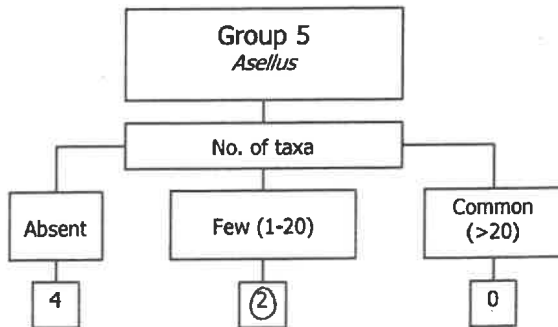 Group 5
Asellus
No. of taxa
Absent
Few (1-20)
Common
(>20)
4
2
0